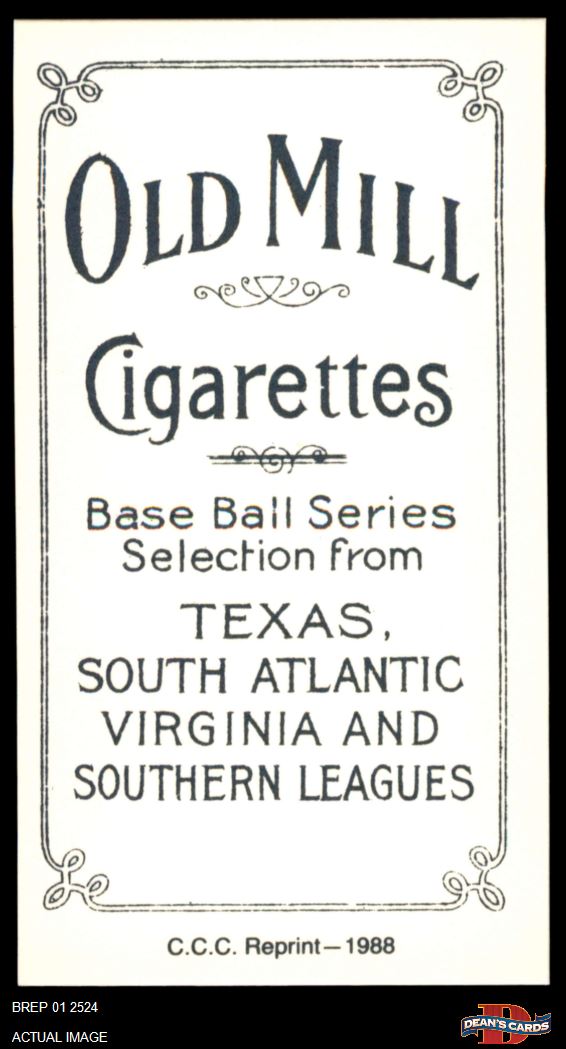 OLD MILL
Cigarettes
Base Ball Series
Selection from
TEXAS,
SOUTH ATLANTIC
VIRGINIA AND
SOUTHERN LEAGUES
C.C.C. Reprint—1988
BREP 01 2524
ACTUAL IMAGE
D
DEAN'S CARDS